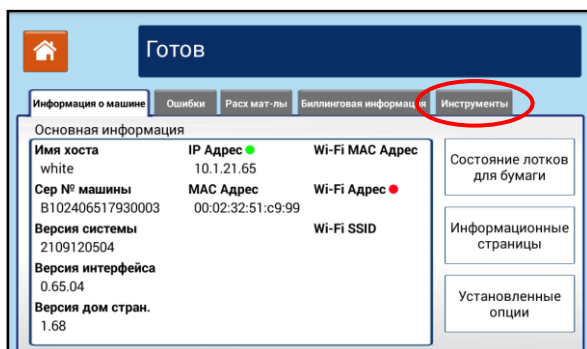 Готов
Информация о машине Ошибки Расх мат-лы Биллинговая информация Инструменты
Основная информация
Имя хоста IP Адрес Wi-Fi MAC Адрес
white 10.1.21.65
Сер № машины MAC Адрес Wi-Fi Адрес
B102406517930003 00:02:32:51:c9:99
Версия системы Wi-Fi SSID
2109120504
Версия интерфейса
0.65.04
Версия дом стран.
1.68
Состояние лотков
для бумаги
Информационные
страницы
Установленные
опции